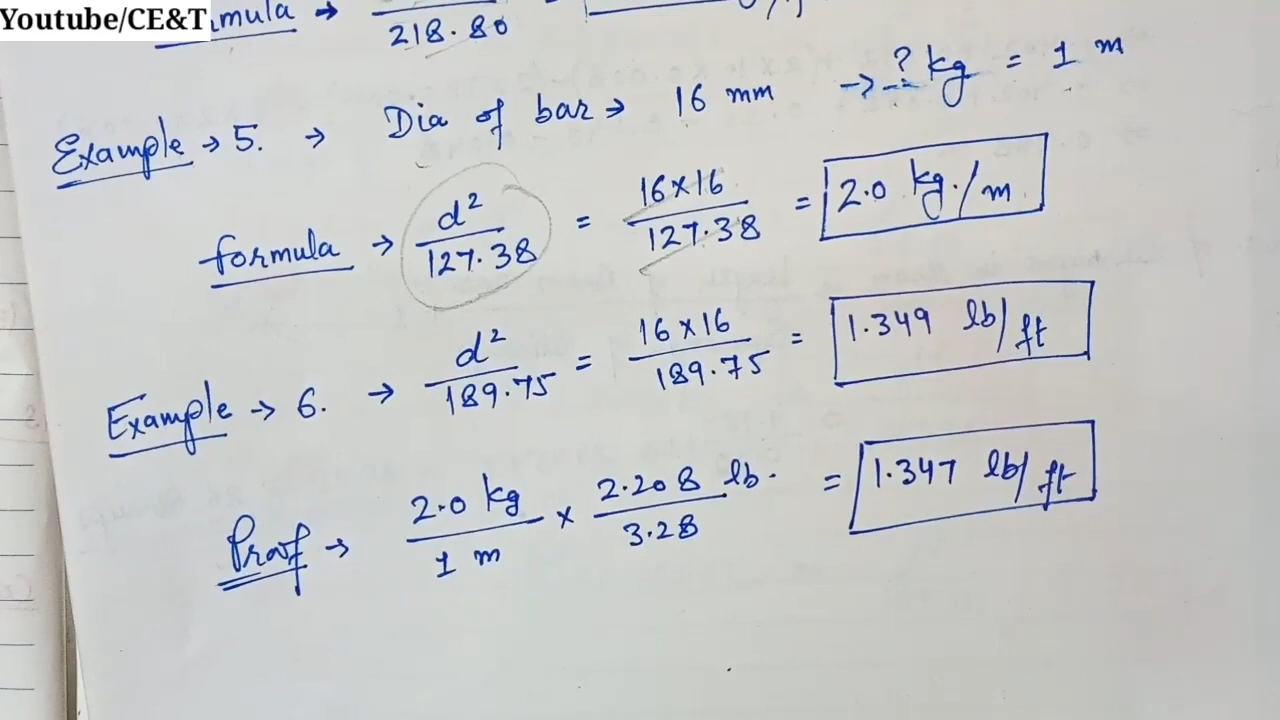 Youtube/CE&T
218.80
Example → 5. → Dia of bar → 16 mm → ? kg = 1 m
formula → d²/127.38 = 16×16/127.38 = 2.0 kg./m
Example → 6. → d²/189.75 = 16×16/189.75 = 1.349 lb/ft
Proof → 2.0 kg/1 m × 2.208 lb./3.28 = 1.347 lb/ft